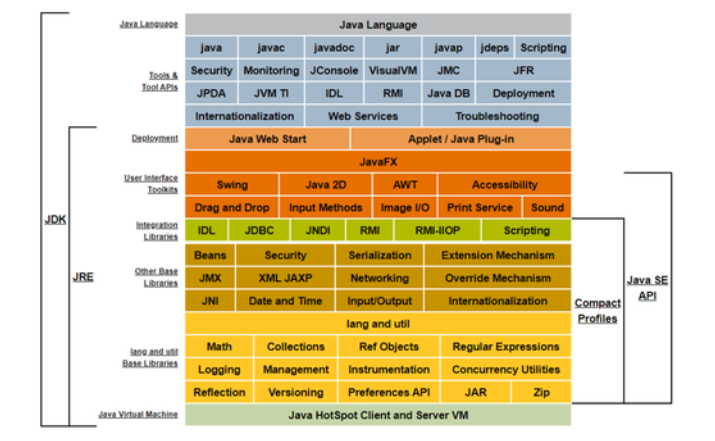 Java Language Java Language
java javac javadoc jar javap jdeps Scripting
Security Monitoring JConsole VisualVM JMC JFR
Tools &
Tool APIs
JPDA JVM TI IDL RMI Java DB Deployment
Internationalization Web Services Troubleshooting
Deployment Java Web Start Applet / Java Plug-in
JavaFX
User Interface
Toolkits
Swing Java 2D AWT Accessibility
Drag and Drop Input Methods Image I/O Print Service Sound
Integration
Libraries
IDL JDBC JNDI RMI RMI-IIOP Scripting
JDK
Beans Security Serialization Extension Mechanism
Other Base
Libraries
JMX XML JAXP Networking Override Mechanism
JRE
Java SE
API
JNI Date and Time Input/Output Internationalization
Compact
Profiles
lang and util
lang and util
Base Libraries
Math Collections Ref Objects Regular Expressions
Logging Management Instrumentation Concurrency Utilities
Reflection Versioning Preferences API JAR Zip
Java Virtual Machine Java HotSpot Client and Server VM